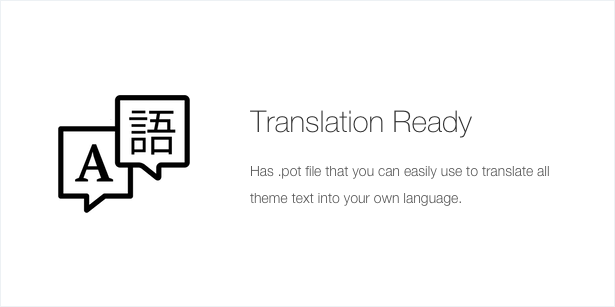 A
語
Translation Ready
Has .pot file that you can easily use to translate all
theme text into your own language.